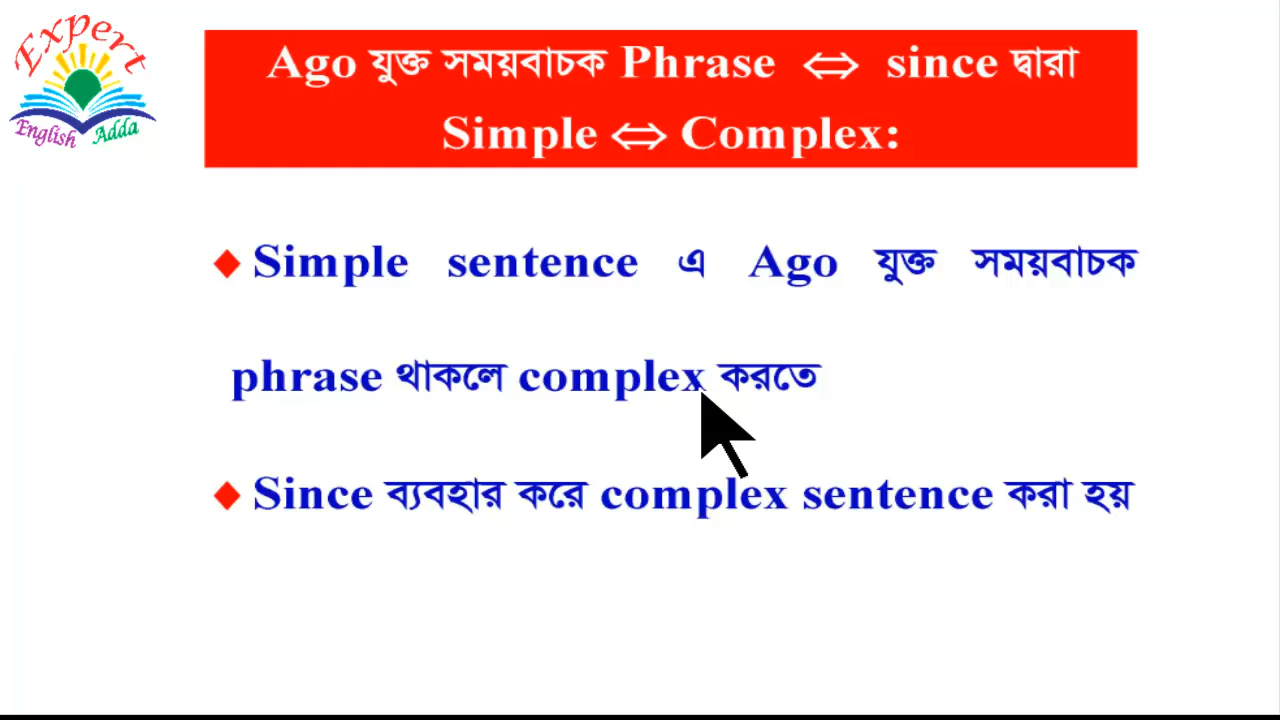 Expert
English Adda
Ago যুক্ত সময়বাচক Phrase ⇔ since দ্বারা
Simple ⇔ Complex:
Simple sentence এ Ago যুক্ত সময়বাচক
phrase থাকলে complex করতে
Since ব্যবহার করে complex sentence করা হয়